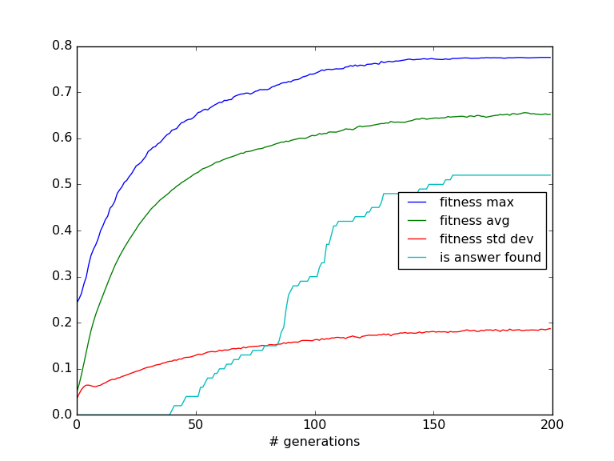 0.8
0.7
0.6
0.5
0.4
0.3
0.2
0.1
0.0
fitness max
fitness avg
fitness std dev
is answer found
0 50 100 150 200
# generations